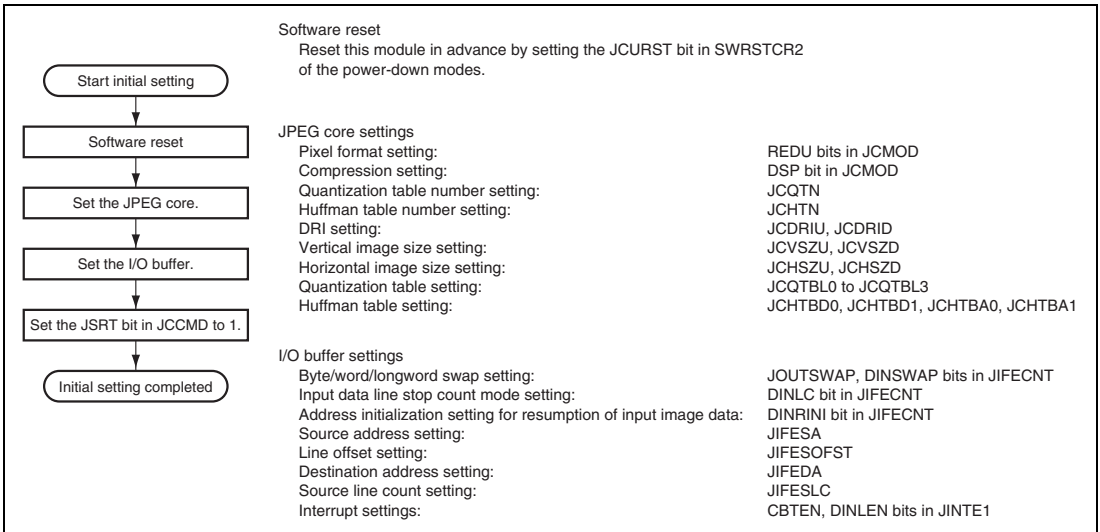 Start initial setting
Software reset
Set the JPEG core.
Set the I/O buffer.
Set the JSRT bit in JCCMD to 1.
Initial setting completed
Software reset
Reset this module in advance by setting the JCURST bit in SWRSTCR2
of the power-down modes.
JPEG core settings
Pixel format setting: REDU bits in JCMOD
Compression setting: DSP bit in JCMOD
Quantization table number setting: JCQTN
Huffman table number setting: JCHTN
DRI setting: JCDRIU, JCDRID
Vertical image size setting: JCVSZU, JCVSZD
Horizontal image size setting: JCHSZU, JCHSZD
Quantization table setting: JCQTBL0 to JCQTBL3
Huffman table setting: JCHTBD0, JCHTBD1, JCHTBA0, JCHTBA1
I/O buffer settings
Byte/word/longword swap setting: JOUTSWAP, DINSWAP bits in JIFECNT
Input data line stop count mode setting: DINLC bit in JIFECNT
Address initialization setting for resumption of input image data: DINRINI bit in JIFECNT
Source address setting: JIFESA
Line offset setting: JIFESOFST
Destination address setting: JIFEDA
Source line count setting: JIFESLC
Interrupt settings: CBTEN, DINLEN bits in JINTE1